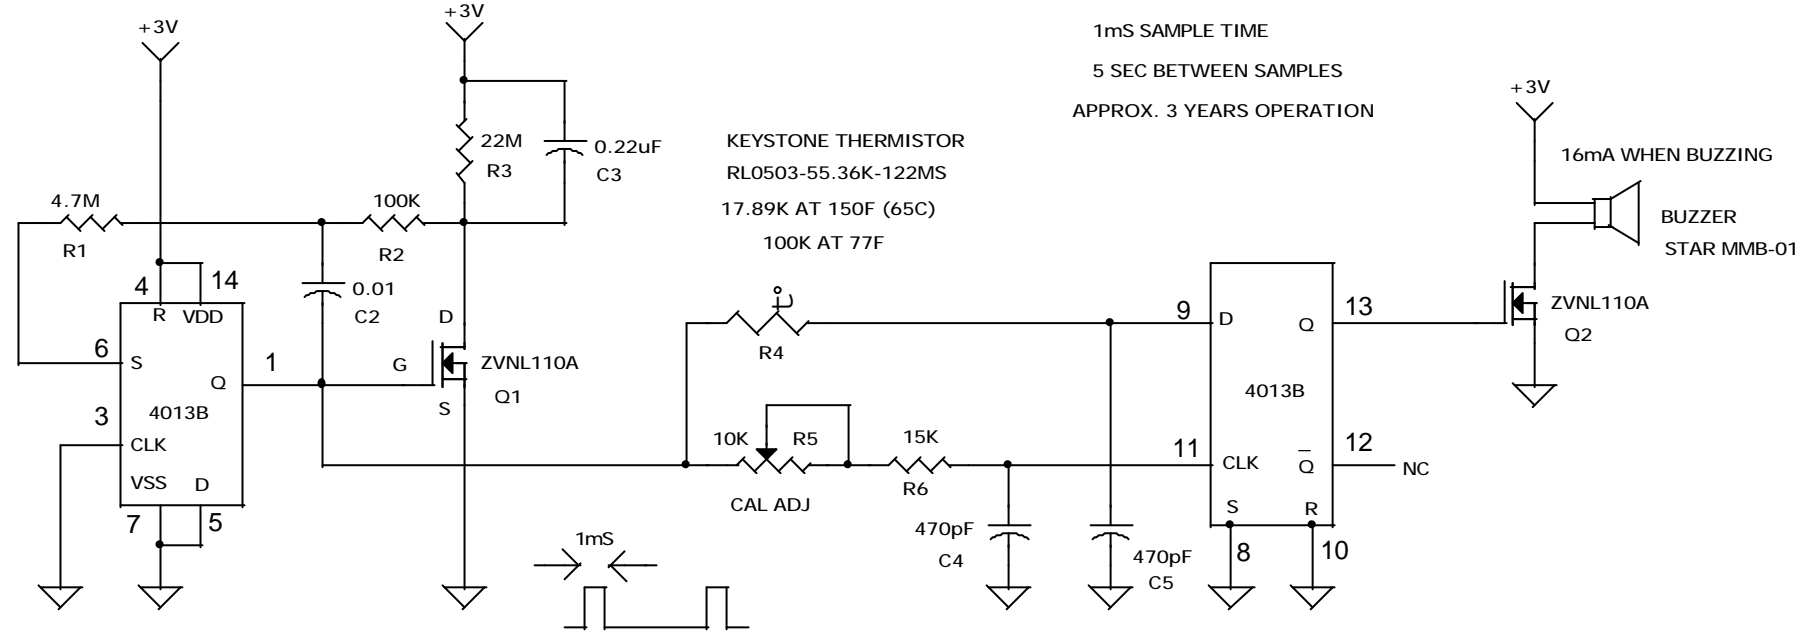 +3V
+3V
1mS SAMPLE TIME
5 SEC BETWEEN SAMPLES
APPROX. 3 YEARS OPERATION
+3V
16mA WHEN BUZZING
BUZZER
STAR MMB-01
22M
R3
0.22uF
C3
KEYSTONE THERMISTOR
RL0503-55.36K-122MS
17.89K AT 150F (65C)
100K AT 77F
4.7M
R1
100K
R2
0.01
C2
4
14
R
VDD
6
S
1
Q
4013B
3
CLK
VSS
D
7
5
D
G
S
ZVNL110A
Q1
t°
R4
10K
R5
15K
R6
CAL ADJ
470pF
C4
470pF
C5
9
D
Q
13
4013B
11
CLK
Q
12
NC
S
R
8
10
ZVNL110A
Q2
1mS